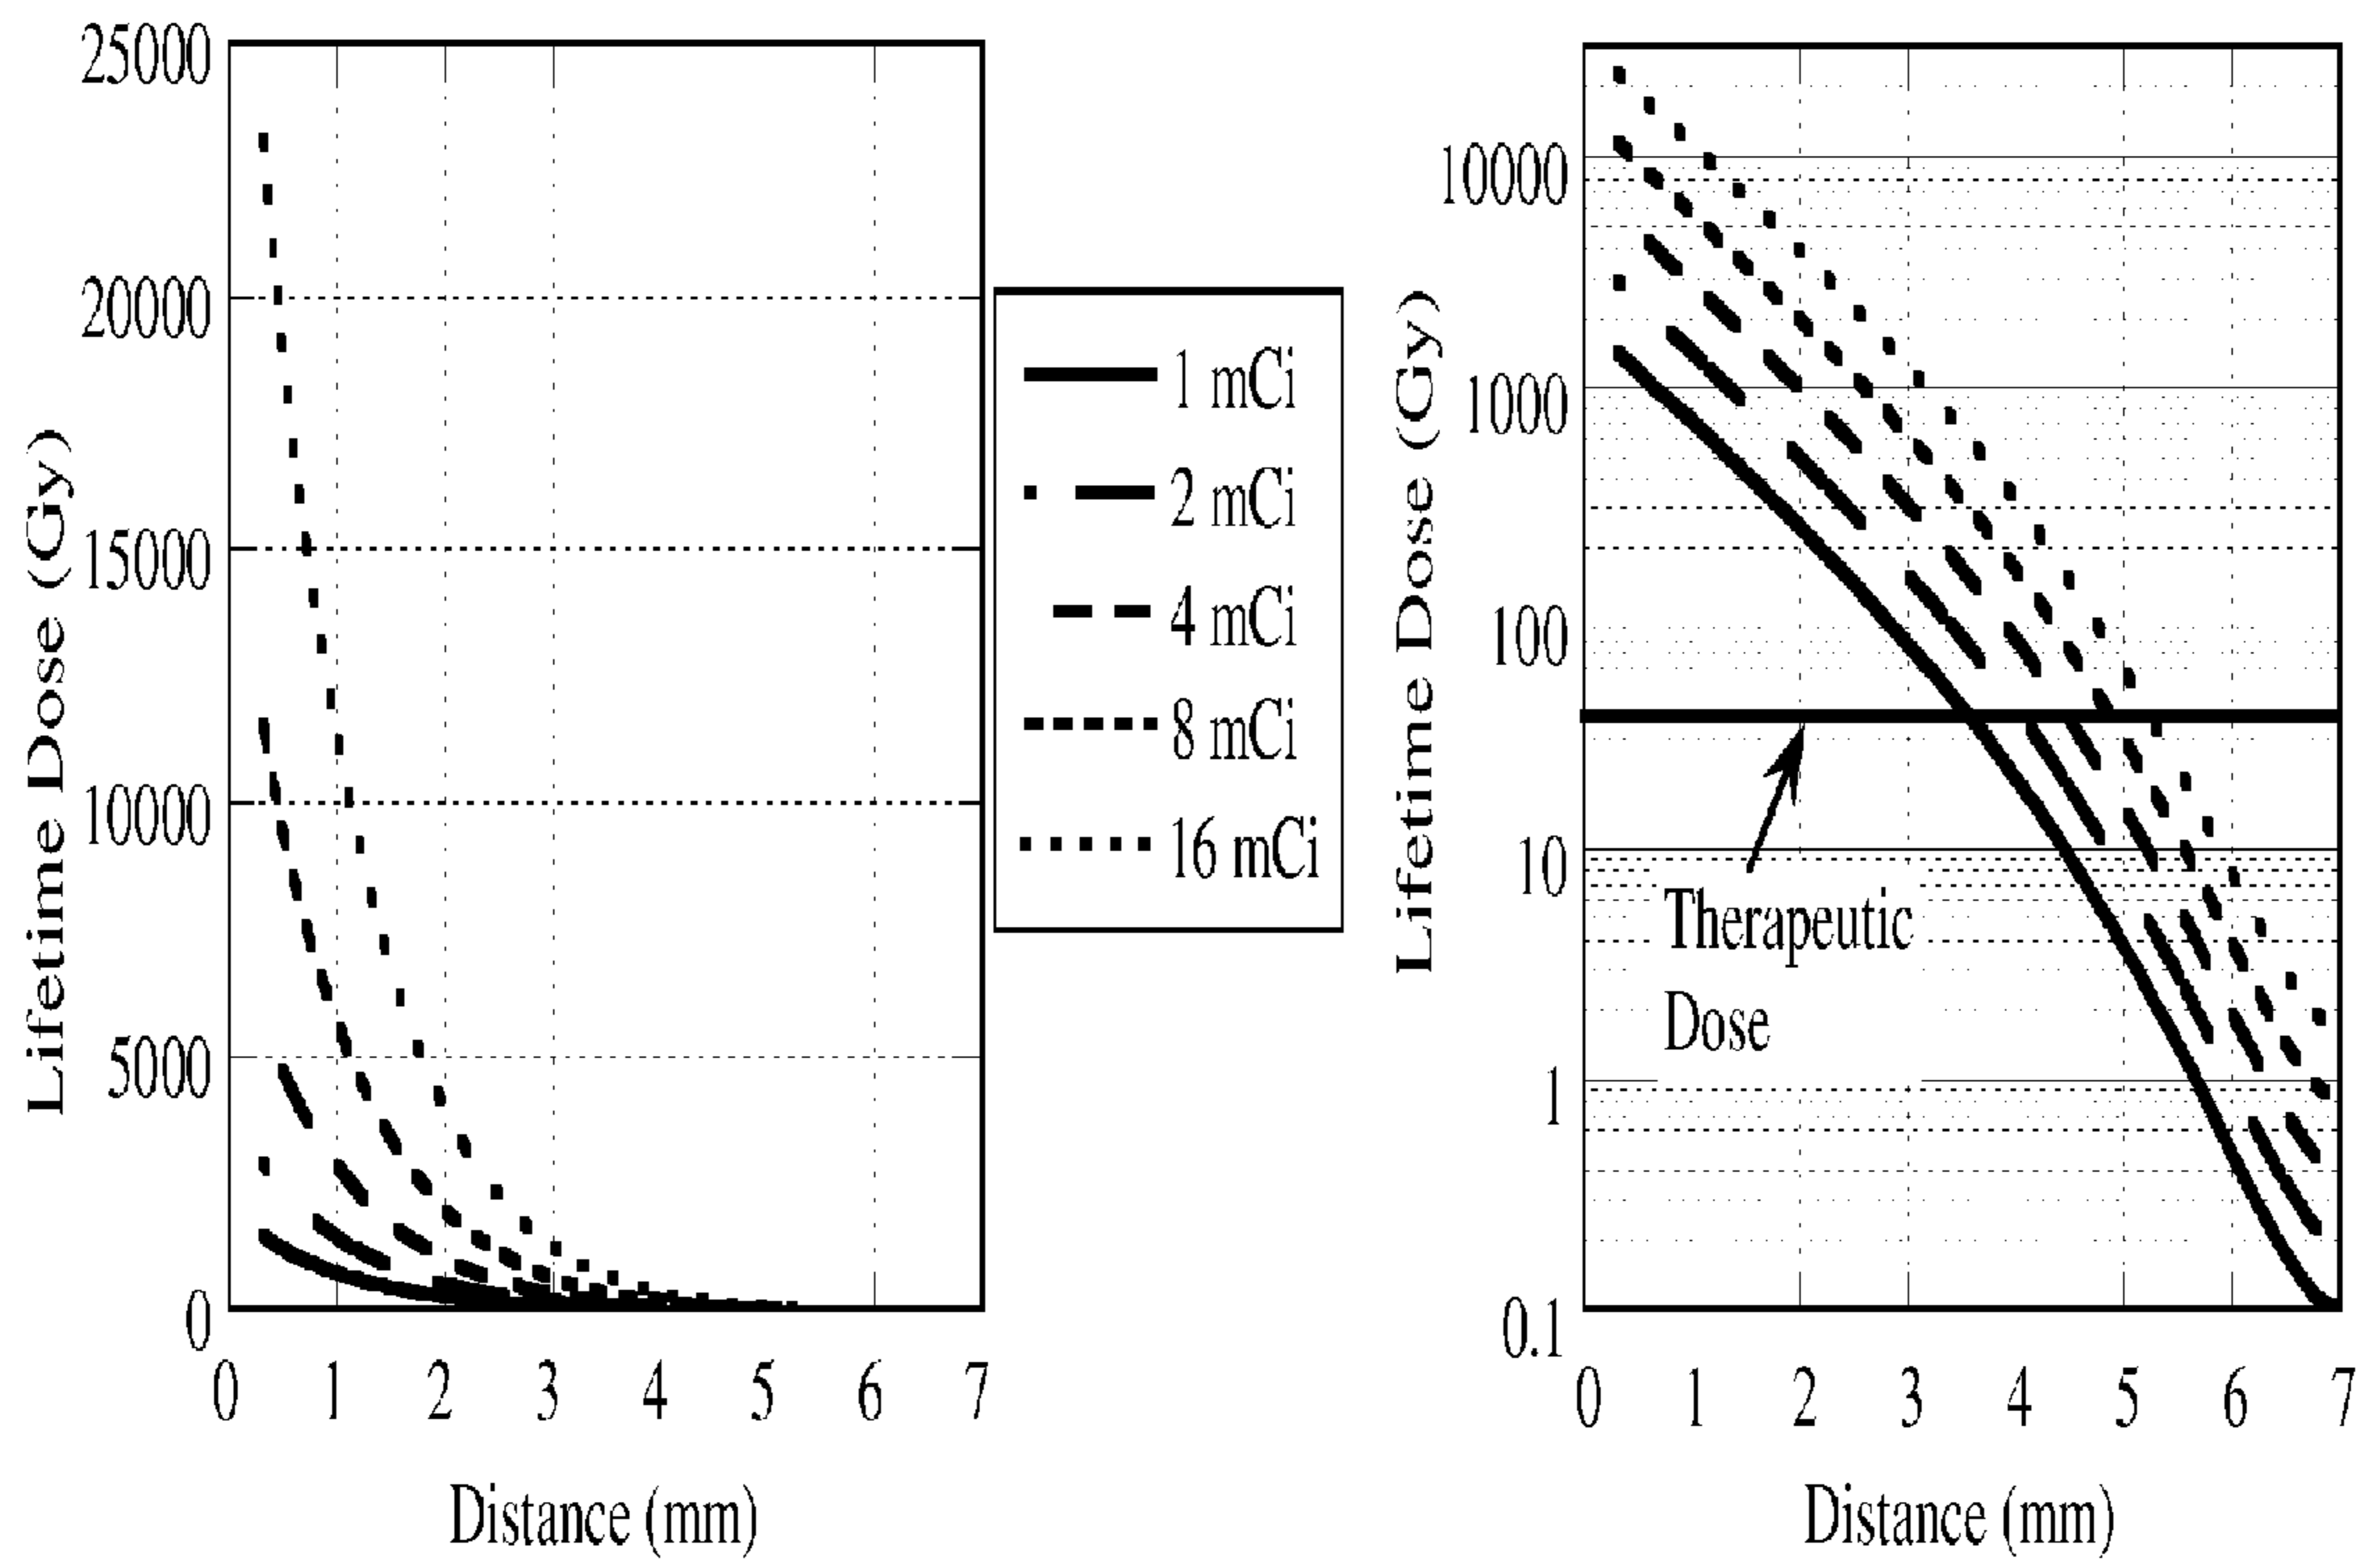 Lifetime Dose (Gy)
25000
20000
15000
10000
5000
0
0 1 2 3 4 5 6 7
Distance (mm)
1 mCi
2 mCi
4 mCi
8 mCi
16 mCi
Lifetime Dose (Gy)
10000
1000
100
10
1
0.1
Therapeutic
Dose
0 1 2 3 4 5 6 7
Distance (mm)